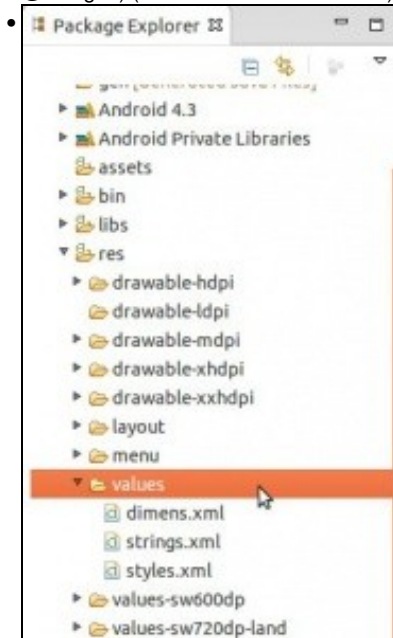 Package Explorer
Android 4.3
Android Private Libraries
assets
bin
libs
res
drawable-hdpi
drawable-ldpi
drawable-mdpi
drawable-xhdpi
drawable-xxhdpi
layout
menu
values
dimens.xml
strings.xml
styles.xml
values-sw600dp
values-sw720dp-land